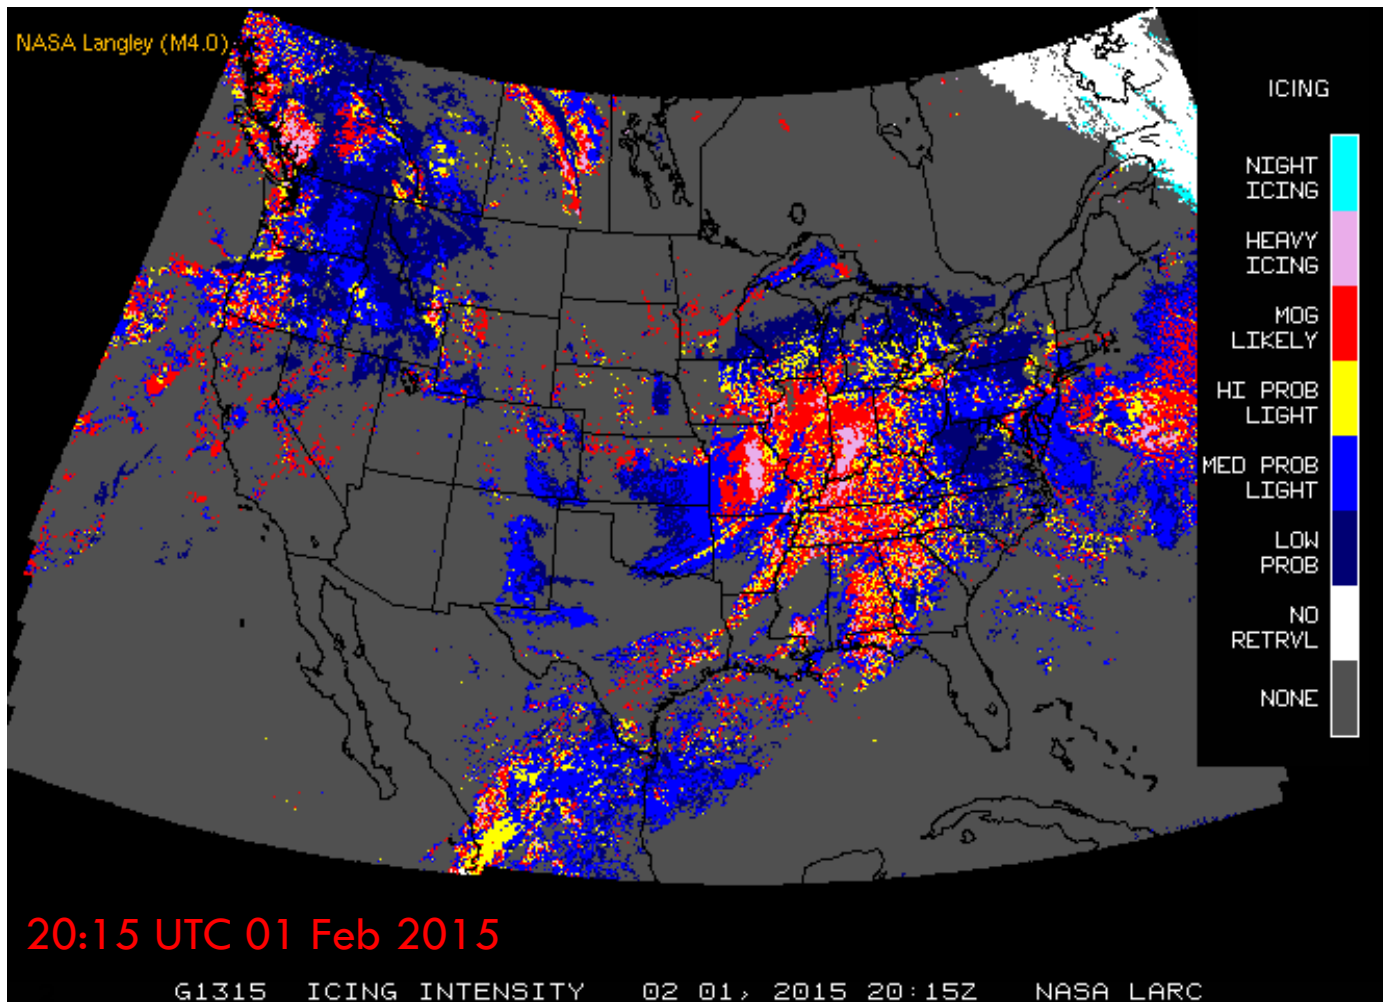 NASA Langley (M4.0)
ICING
NIGHT
ICING
HEAVY
ICING
MOG
LIKELY
HI PROB
LIGHT
MED PROB
LIGHT
LOW
PROB
NO
RETRVL
NONE
20:15 UTC 01 Feb 2015
G1315 ICING INTENSITY 02 01, 2015 20:15Z NASA LARC